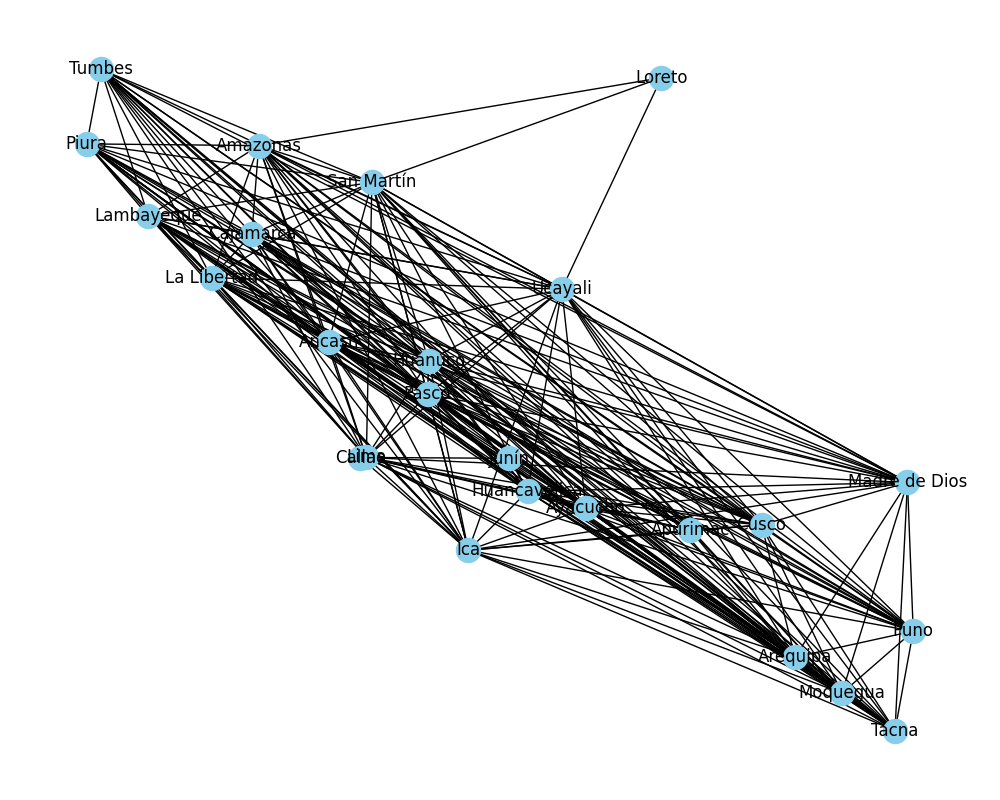 Tumbes
Loreto
Piura
Amazonas
San Martín
Lambayeque
Cajamarca
La Libertad
Ucayali
Ancash
Huánuco
Pasco
Callao
Lima
Junín
Huancavelica
Madre de Dios
Ayacucho
Cusco
Apurímac
Ica
Puno
Arequipa
Moquegua
Tacna